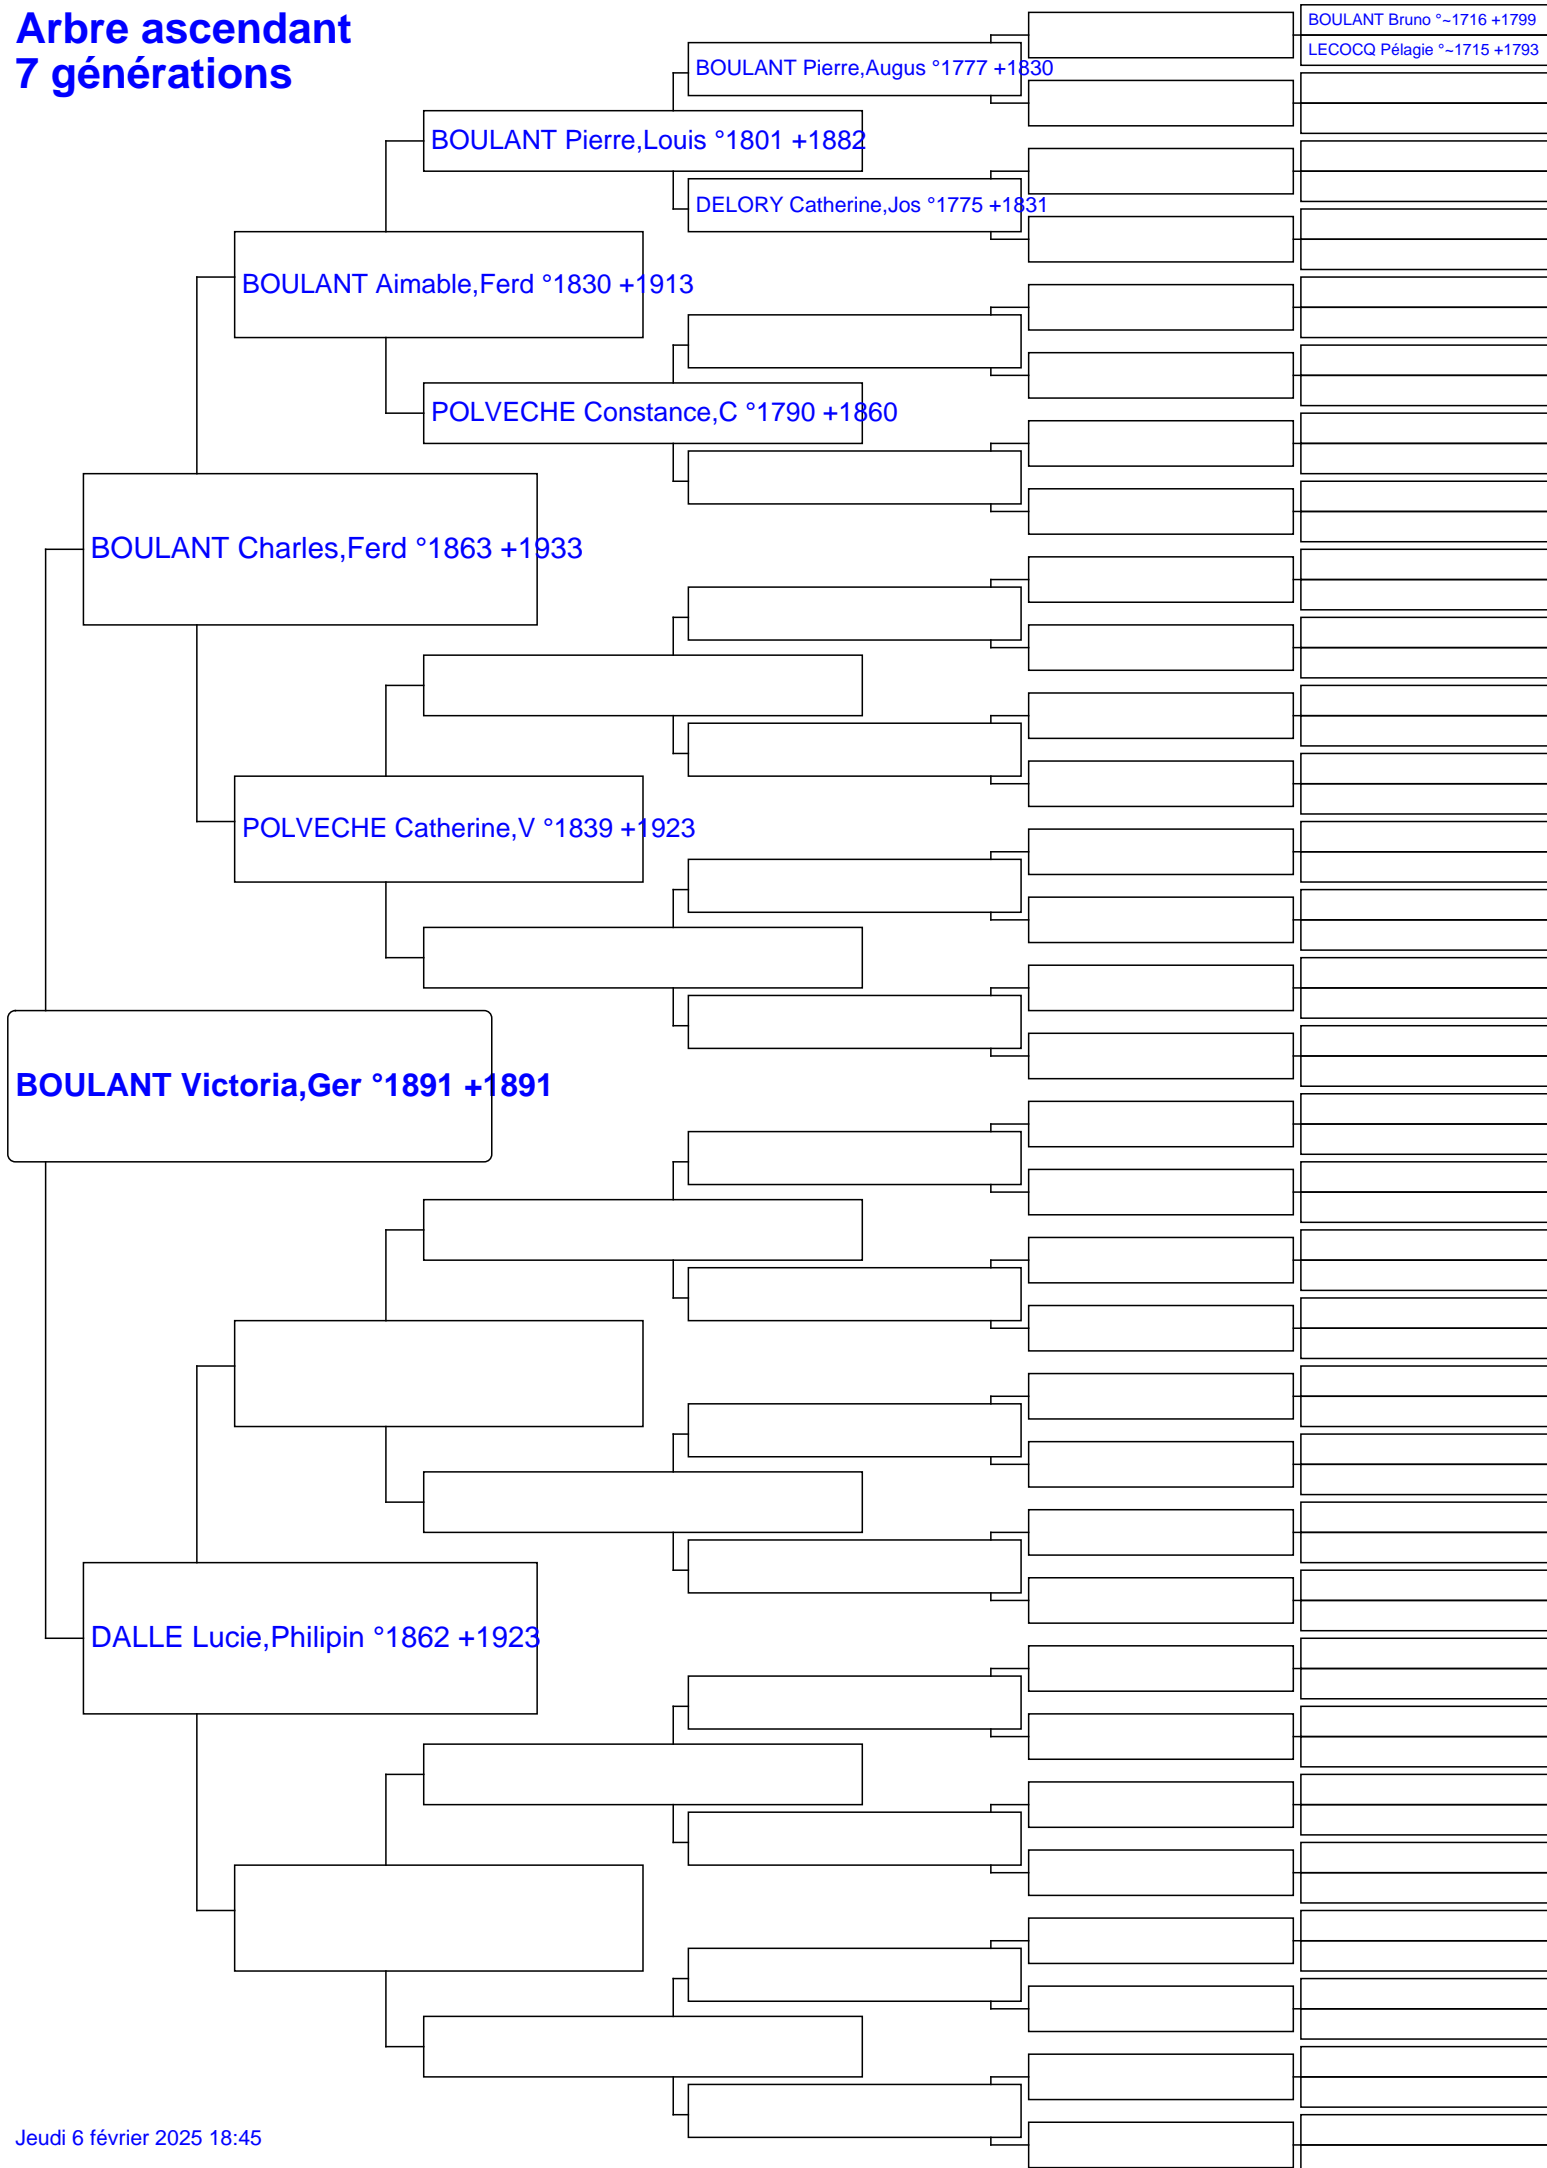 Arbre ascendant
7 générations
BOULANT Bruno °~1716 +1799
LECOCQ Pélagie °~1715 +1793
BOULANT Pierre,Augus °1777 +1830
BOULANT Pierre,Louis °1801 +1882
DELORY Catherine,Jos °1775 +1831
BOULANT Aimable,Ferd °1830 +1913
POLVECHE Constance,C °1790 +1860
BOULANT Charles,Ferd °1863 +1933
POLVECHE Catherine,V °1839 +1923
BOULANT Victoria,Ger °1891 +1891
DALLE Lucie,Philipin °1862 +1923
Jeudi 6 février 2025 18:45